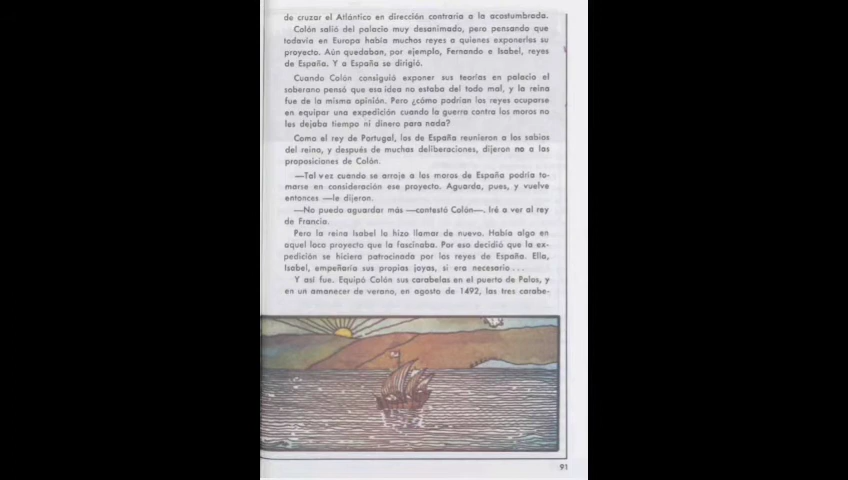 de cruzar el Atlántico en dirección contraria a la acostumbrada.
Colón salió del palacio muy desanimado, pero pensando que
todavía en Europa había muchos reyes a quienes exponerles su
proyecto. Aún quedaban, por ejemplo, Fernando e Isabel, reyes
de España. Y a España se dirigió.
Cuando Colón consiguió exponer sus teorías en palacio el
soberano pensó que esa idea no estaba del todo mal, y la reina
fue de la misma opinión. Pero ¿cómo podrían los reyes ocuparse
en equipar una expedición cuando la guerra contra los moros no
les dejaba tiempo ni dinero para nada?
Como el rey de Portugal, los de España reunieron a los sabios
del reino, y después de muchas deliberaciones, dijeron no a las
proposiciones de Colón.
—Tal vez cuando se arroje a los moros de España podría to-
marse en consideración ese proyecto. Aguarda, pues, y vuelve
entonces —le dijeron.
—No puedo aguardar más —contestó Colón—. Iré a ver al rey
de Francia.
Pero la reina Isabel lo hizo llamar de nuevo. Había algo en
aquel loco proyecto que la fascinaba. Por eso decidió que la ex-
pedición se hiciera patrocinada por los reyes de España. Ella,
Isabel, empeñaría sus propias joyas, si era necesario . . .
Y así fue. Equipó Colón sus carabelas en el puerto de Palos, y
en un amanecer de verano, en agosto de 1492, las tres carabe-
91